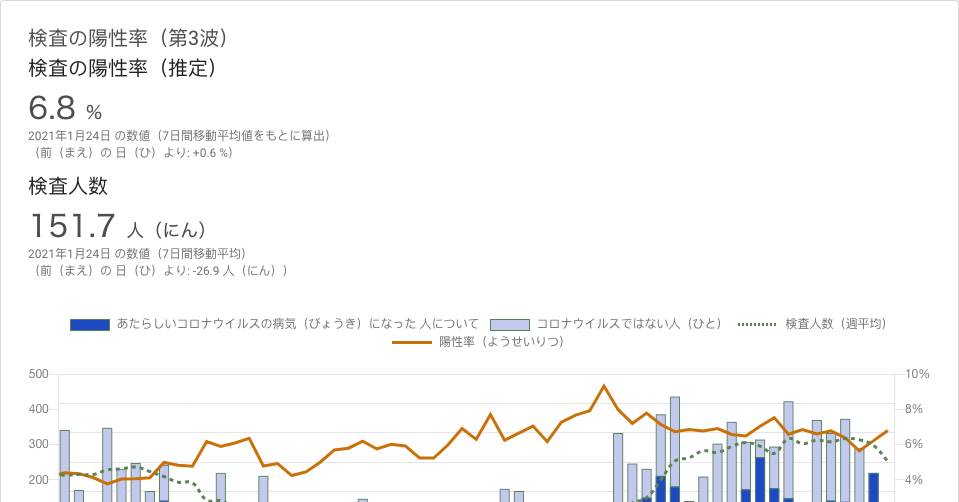 検査の陽性率（第3波）
検査の陽性率（推定）
6.8 %
2021年1月24日 の数値（7日間移動平均値をもとに算出）
（前（まえ）の 日（ひ）より: +0.6 %）
検査人数
151.7 人（にん）
2021年1月24日 の数値（7日間移動平均）
（前（まえ）の 日（ひ）より: -26.9 人（にん））
あたらしいコロナウイルスの病気（びょうき）になった 人について コロナウイルスではない人（ひと） 検査人数（週平均）
陽性率（ようせいりつ）
500 10%
400 8%
300 6%
200 4%